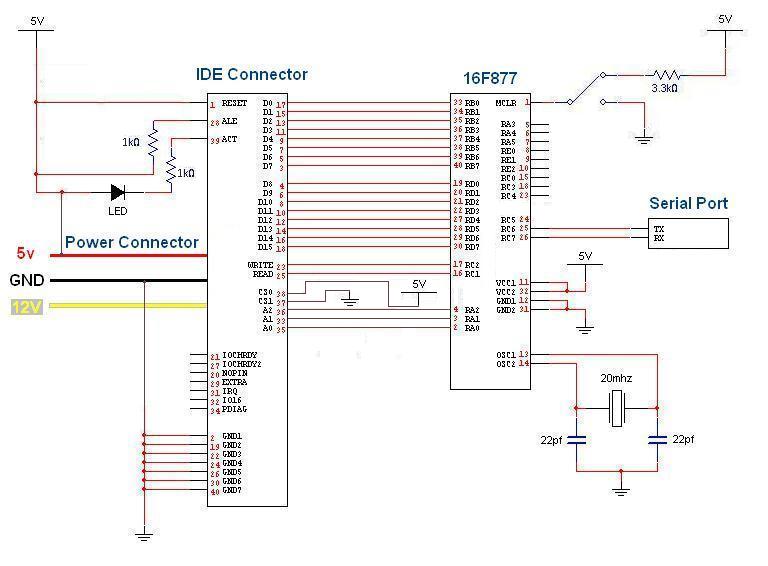 5V
5V
IDE Connector
16F877
3.3kΩ
1 RESET
28 ALE
39 ACT
1kΩ
1kΩ
LED
D0 17
D1 15
D2 13
D3 11
D4 9
D5 7
D6 5
D7 3
D8 4
D9 6
D10 8
D11 10
D12 12
D13 14
D14 16
D15 18
WRITE 23
READ 25
CS0 38
CS1 37
A2 36
A1 33
A0 35
5V
33 RB0
34 RB1
35 RB2
36 RB3
37 RB4
38 RB5
39 RB6
40 RB7
19 RD0
20 RD1
21 RD2
22 RD3
27 RD4
28 RD5
29 RD6
30 RD7
17 RC2
16 RC1
4 RA2
3 RA1
2 RA0
MCLR 1
RA3 5
RA4 6
RA5 7
RE0 8
RE1 9
RE2 10
RC0 15
RC3 18
RC4 23
RC5 24
RC6 25
RC7 26
Serial Port
TX
RX
5V
VCC1 11
VCC2 32
GND1 12
GND2 31
OSC1 13
OSC2 14
20mhz
22pf
22pf
Power Connector
5v
GND
12V
21 IOCHRDY
27 IOCHRDY2
20 NOPIN
29 EXTRA
31 IRQ
32 IO16
34 PDIAG
2 GND1
19 GND2
22 GND3
24 GND4
26 GND5
30 GND6
40 GND7